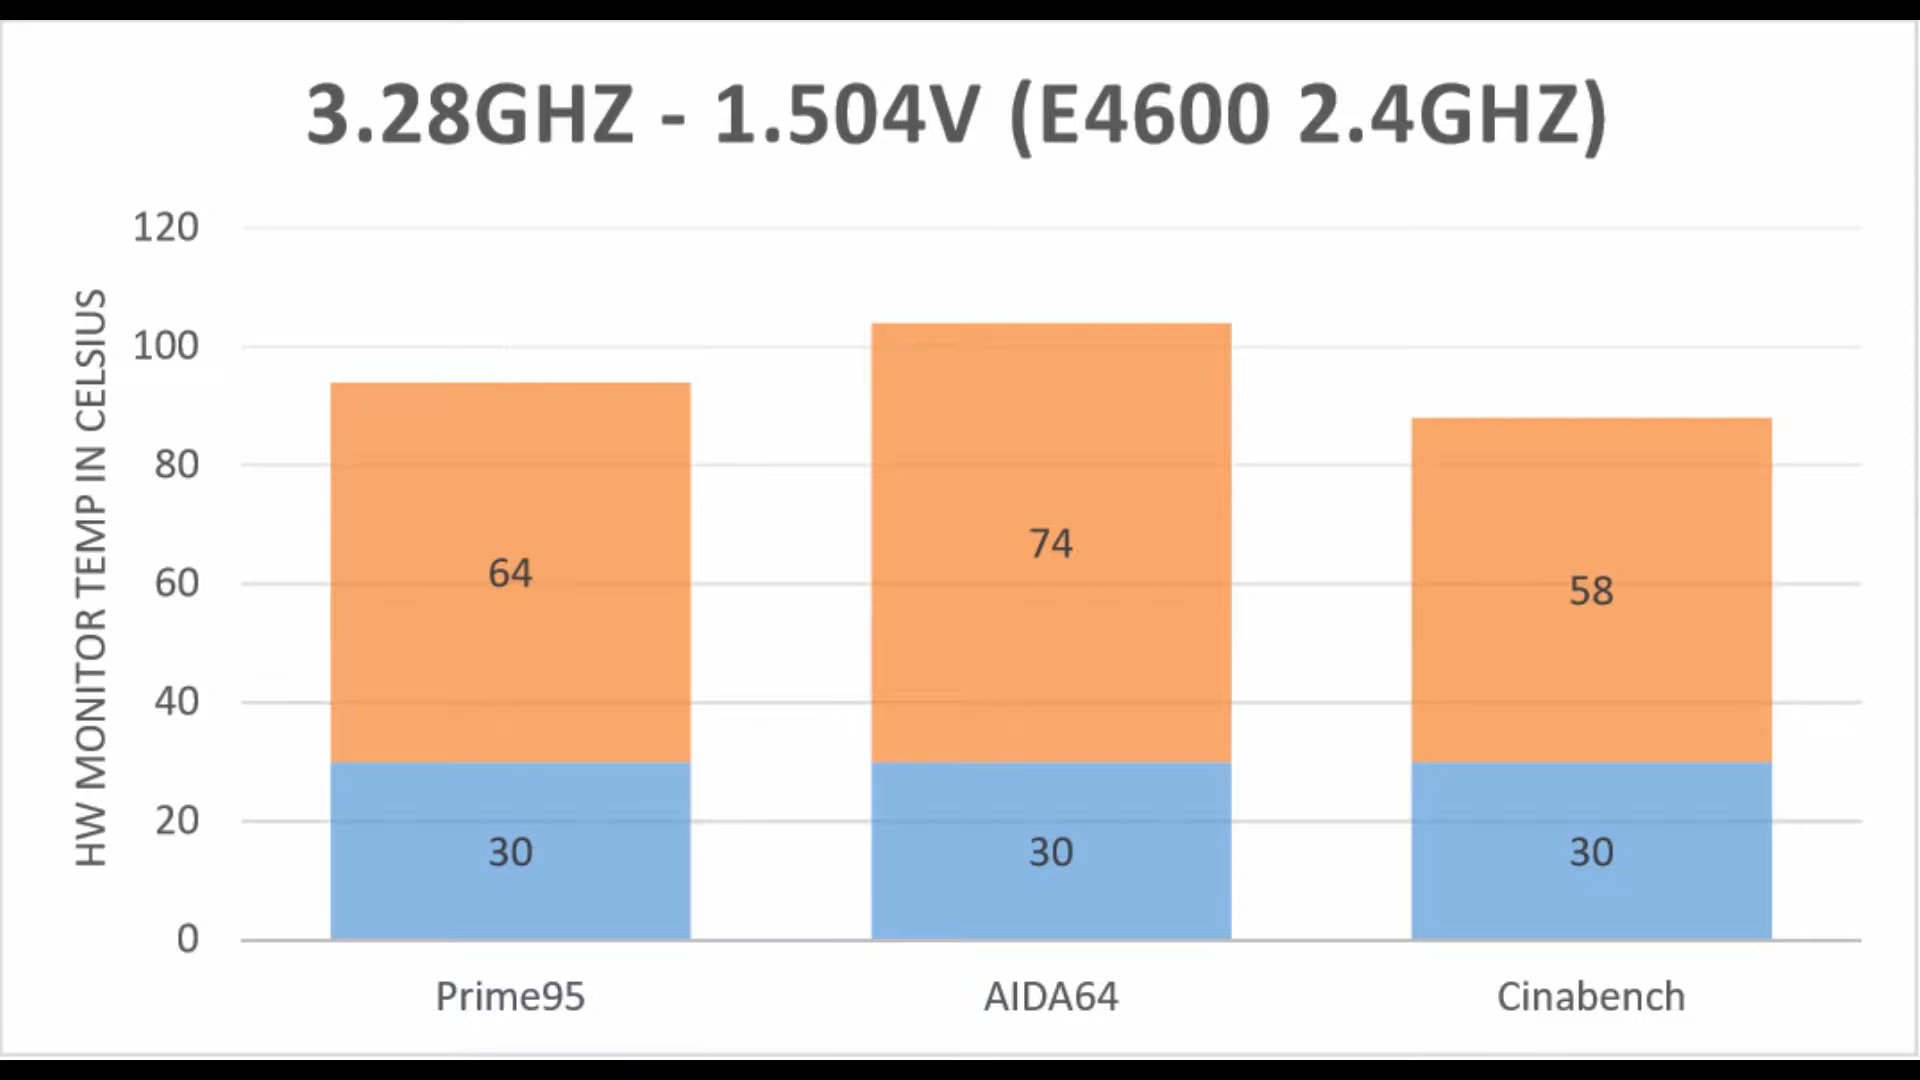 3.28GHZ - 1.504V (E4600 2.4GHZ)
HW MONITOR TEMP IN CELSIUS
120
100
80
60
40
20
0
64
74
58
30
30
30
Prime95
AIDA64
Cinabench